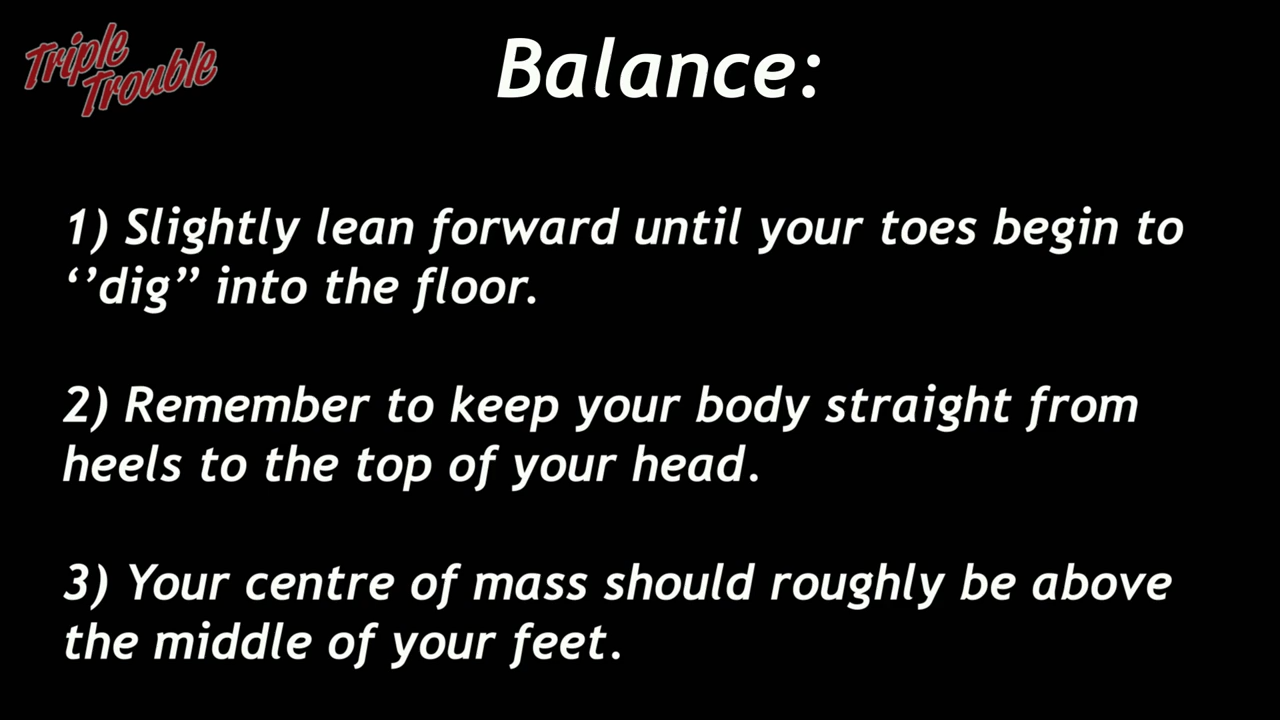 Triple
Trouble
Balance:
1) Slightly lean forward until your toes begin to
‘’dig” into the floor.
2) Remember to keep your body straight from
heels to the top of your head.
3) Your centre of mass should roughly be above
the middle of your feet.